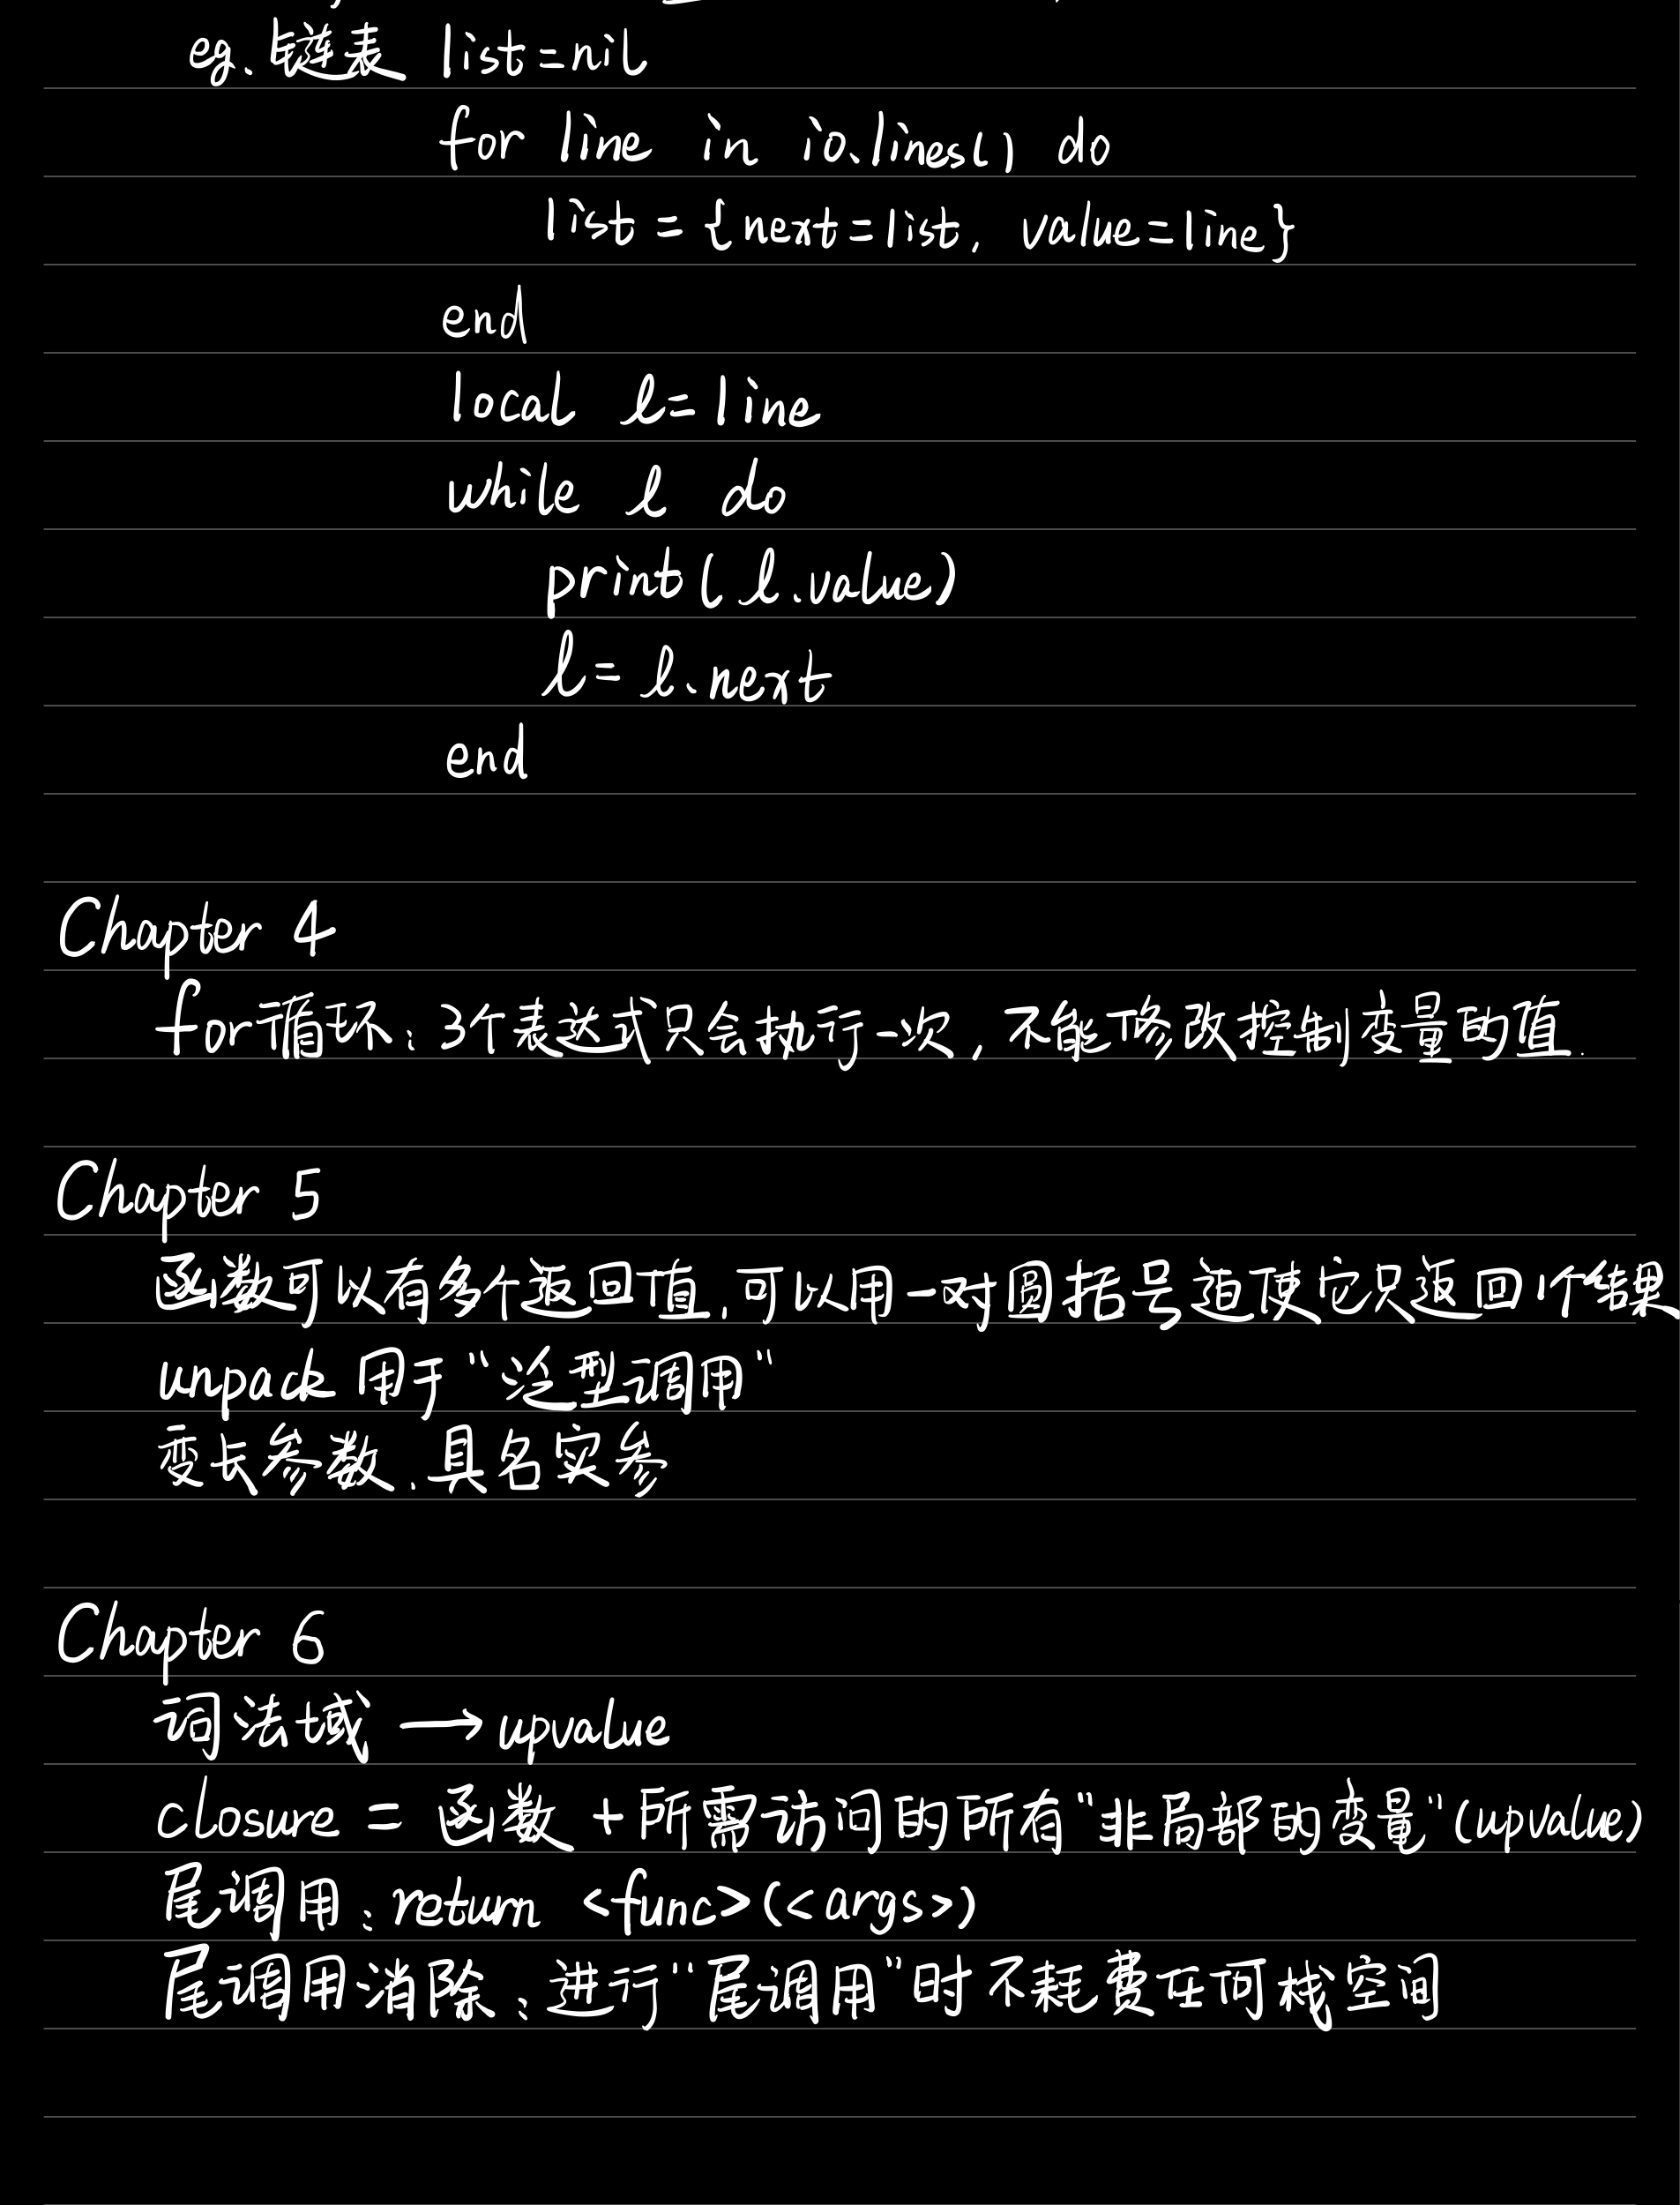 eg. 链表 list=nil
for line in io.lines() do
list = {next=list, value=line}
end
local l=line
while l do
print(l.value)
l=l.next
end
Chapter 4
for循环: 3个表达式只会执行一次, 不能修改控制变量的值.
Chapter 5
函数可以有多个返回值, 可以用一对圆括号迫使它只返回1个结果
unpack 用于"泛型调用"
变长参数, 具名实参
Chapter 6
词法域 → upvalue
closure = 函数 + 所需访问的所有"非局部的变量"(upvalue)
尾调用: return <func>(<args>)
尾调用消除: 进行"尾调用"时不耗费任何栈空间